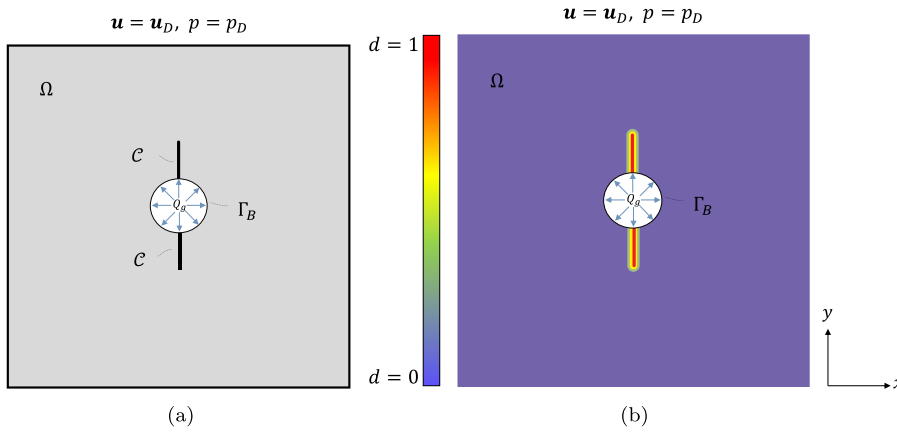 𝒖 = 𝒖_D, p = p_D
Ω
𝒞
Q_g
Γ_B
𝒞
(a)
d = 1
d = 0
𝒖 = 𝒖_D, p = p_D
Ω
Q_g
Γ_B
(b)
y
x